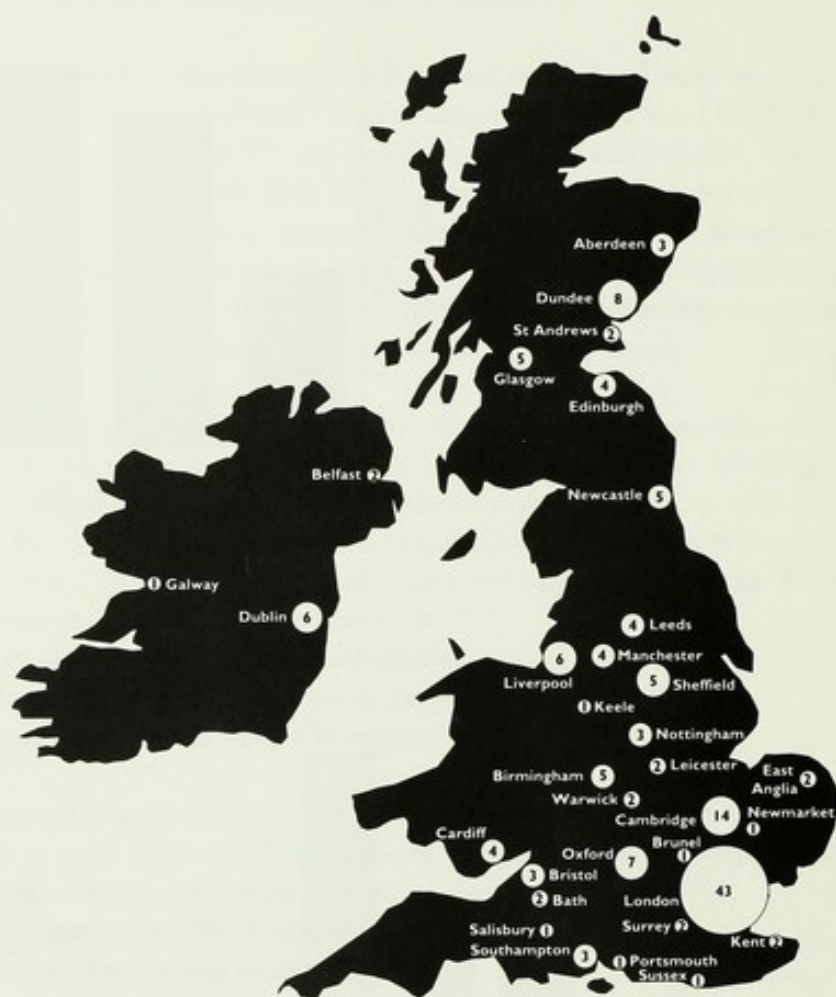 Aberdeen 3
Dundee 8
St Andrews 2
5
Glasgow
4
Edinburgh
Belfast 2
Newcastle 5
1 Galway
Dublin 6
4 Leeds
6
Liverpool
4 Manchester
5 Sheffield
1 Keele
3 Nottingham
2 Leicester
East
Anglia 2
Birmingham 5
Warwick 2
Cambridge 14
Newmarket
1
Cardiff
4
Brunel
1
Oxford 7
3 Bristol
2 Bath
London 43
Salisbury 1
Surrey 2
Kent 2
Southampton 3
1 Portsmouth
Sussex 1